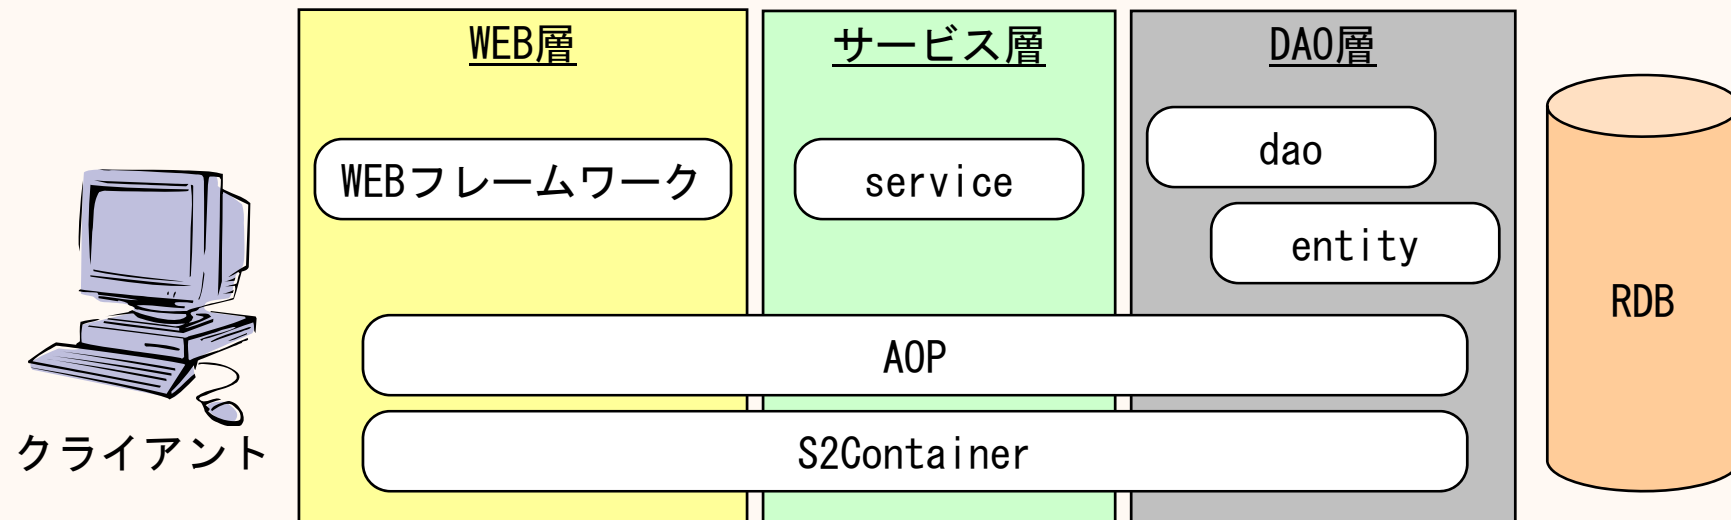 WEB層
サービス層
DAO層
WEBフレームワーク
service
dao
entity
RDB
AOP
S2Container
クライアント